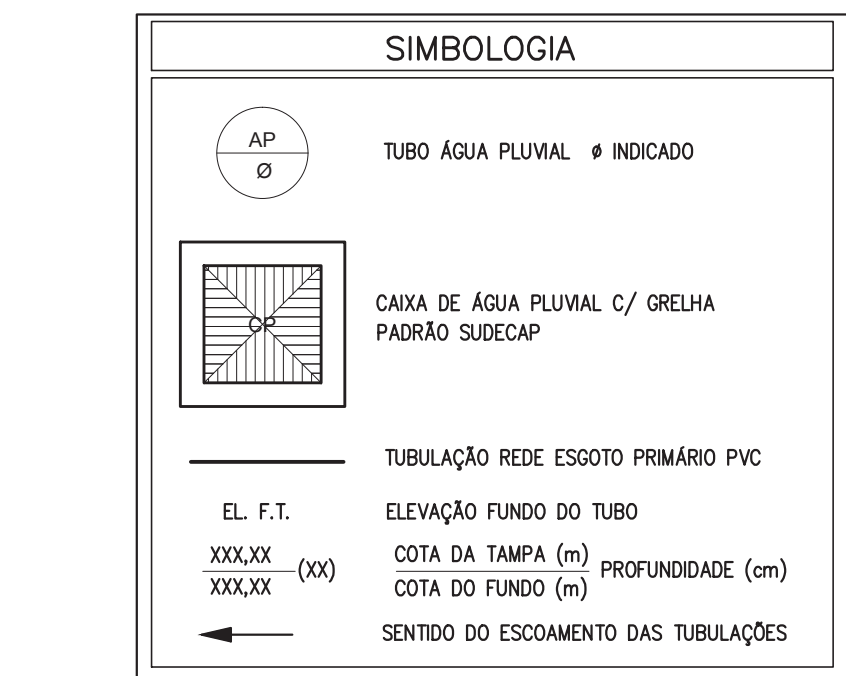 SIMBOLOGIA
AP
Ø
TUBO ÁGUA PLUVIAL ø INDICADO
CP
CAIXA DE ÁGUA PLUVIAL C/ GRELHA
PADRÃO SUDECAP
TUBULAÇÃO REDE ESGOTO PRIMÁRIO PVC
EL. F.T.
ELEVAÇÃO FUNDO DO TUBO
XXX,XX
XXX,XX
(XX)
COTA DA TAMPA (m)
COTA DO FUNDO (m)
PROFUNDIDADE (cm)
SENTIDO DO ESCOAMENTO DAS TUBULAÇÕES